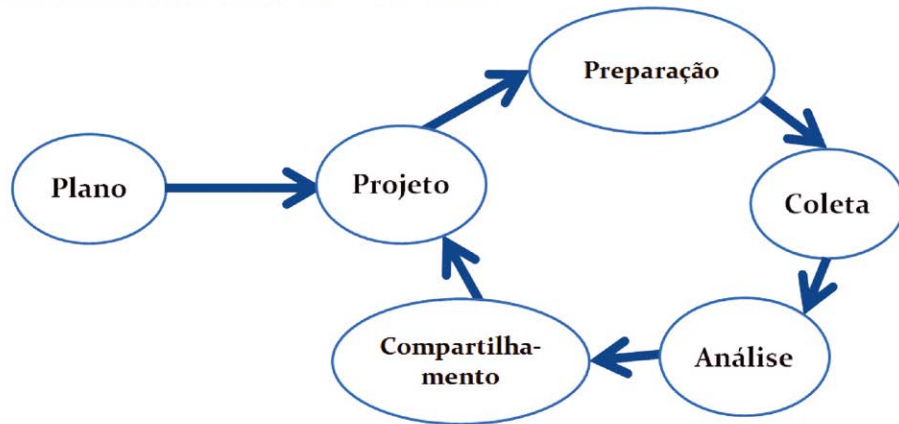 Plano
Projeto
Preparação
Coleta
Análise
Compartilha-
mento